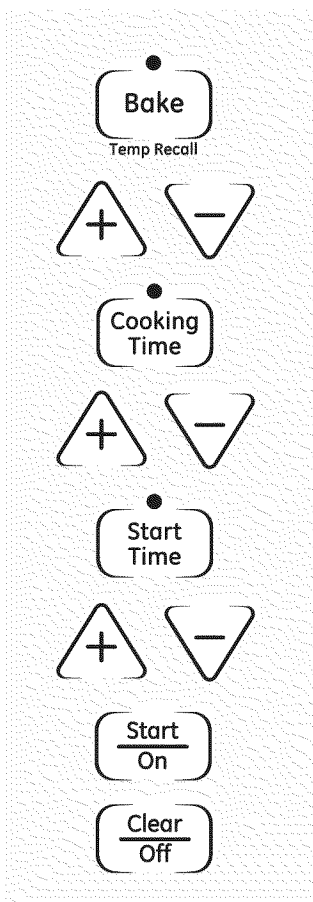 Bake
Temp Recall
+ −
Cooking
Time
+ −
Start
Time
+ −
Start
On
Clear
Off